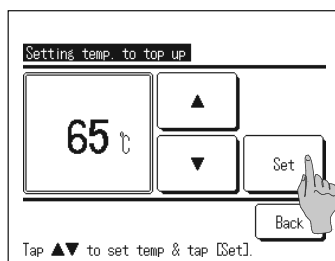 Setting temp. to top up
▲
65 ℃
▼
Set
Back
Tap ▲▼ to set temp & tap [Set].